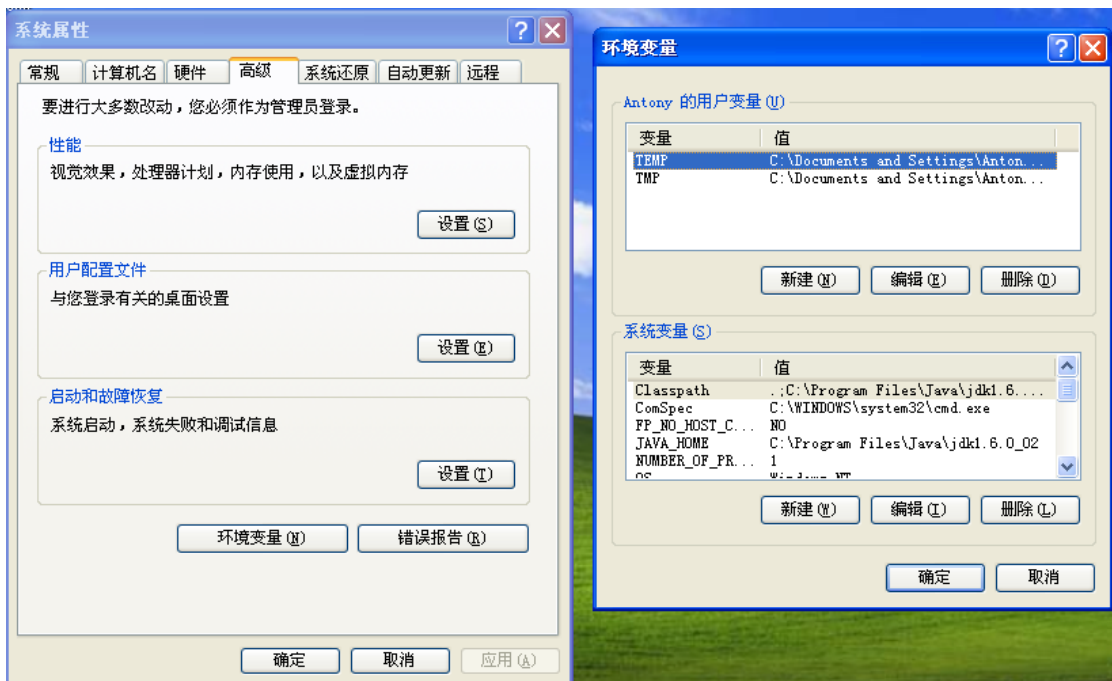 系统属性
常规 计算机名 硬件 高级 系统还原 自动更新 远程
要进行大多数改动，您必须作为管理员登录。
性能
视觉效果，处理器计划，内存使用，以及虚拟内存
设置(S)
用户配置文件
与您登录有关的桌面设置
设置(E)
启动和故障恢复
系统启动，系统失败和调试信息
设置(T)
环境变量(N) 错误报告(R)
确定 取消 应用(A)
环境变量
Antony 的用户变量(U)
变量 值
TEMP C:\Documents and Settings\Anton...
TMP C:\Documents and Settings\Anton...
新建(N) 编辑(E) 删除(D)
系统变量(S)
变量 值
Classpath .;C:\Program Files\Java\jdk1.6....
ComSpec C:\WINDOWS\system32\cmd.exe
FP_NO_HOST_C... NO
JAVA_HOME C:\Program Files\Java\jdk1.6.0_02
NUMBER_OF_PR... 1
OS Windows NT
新建(W) 编辑(I) 删除(L)
确定 取消